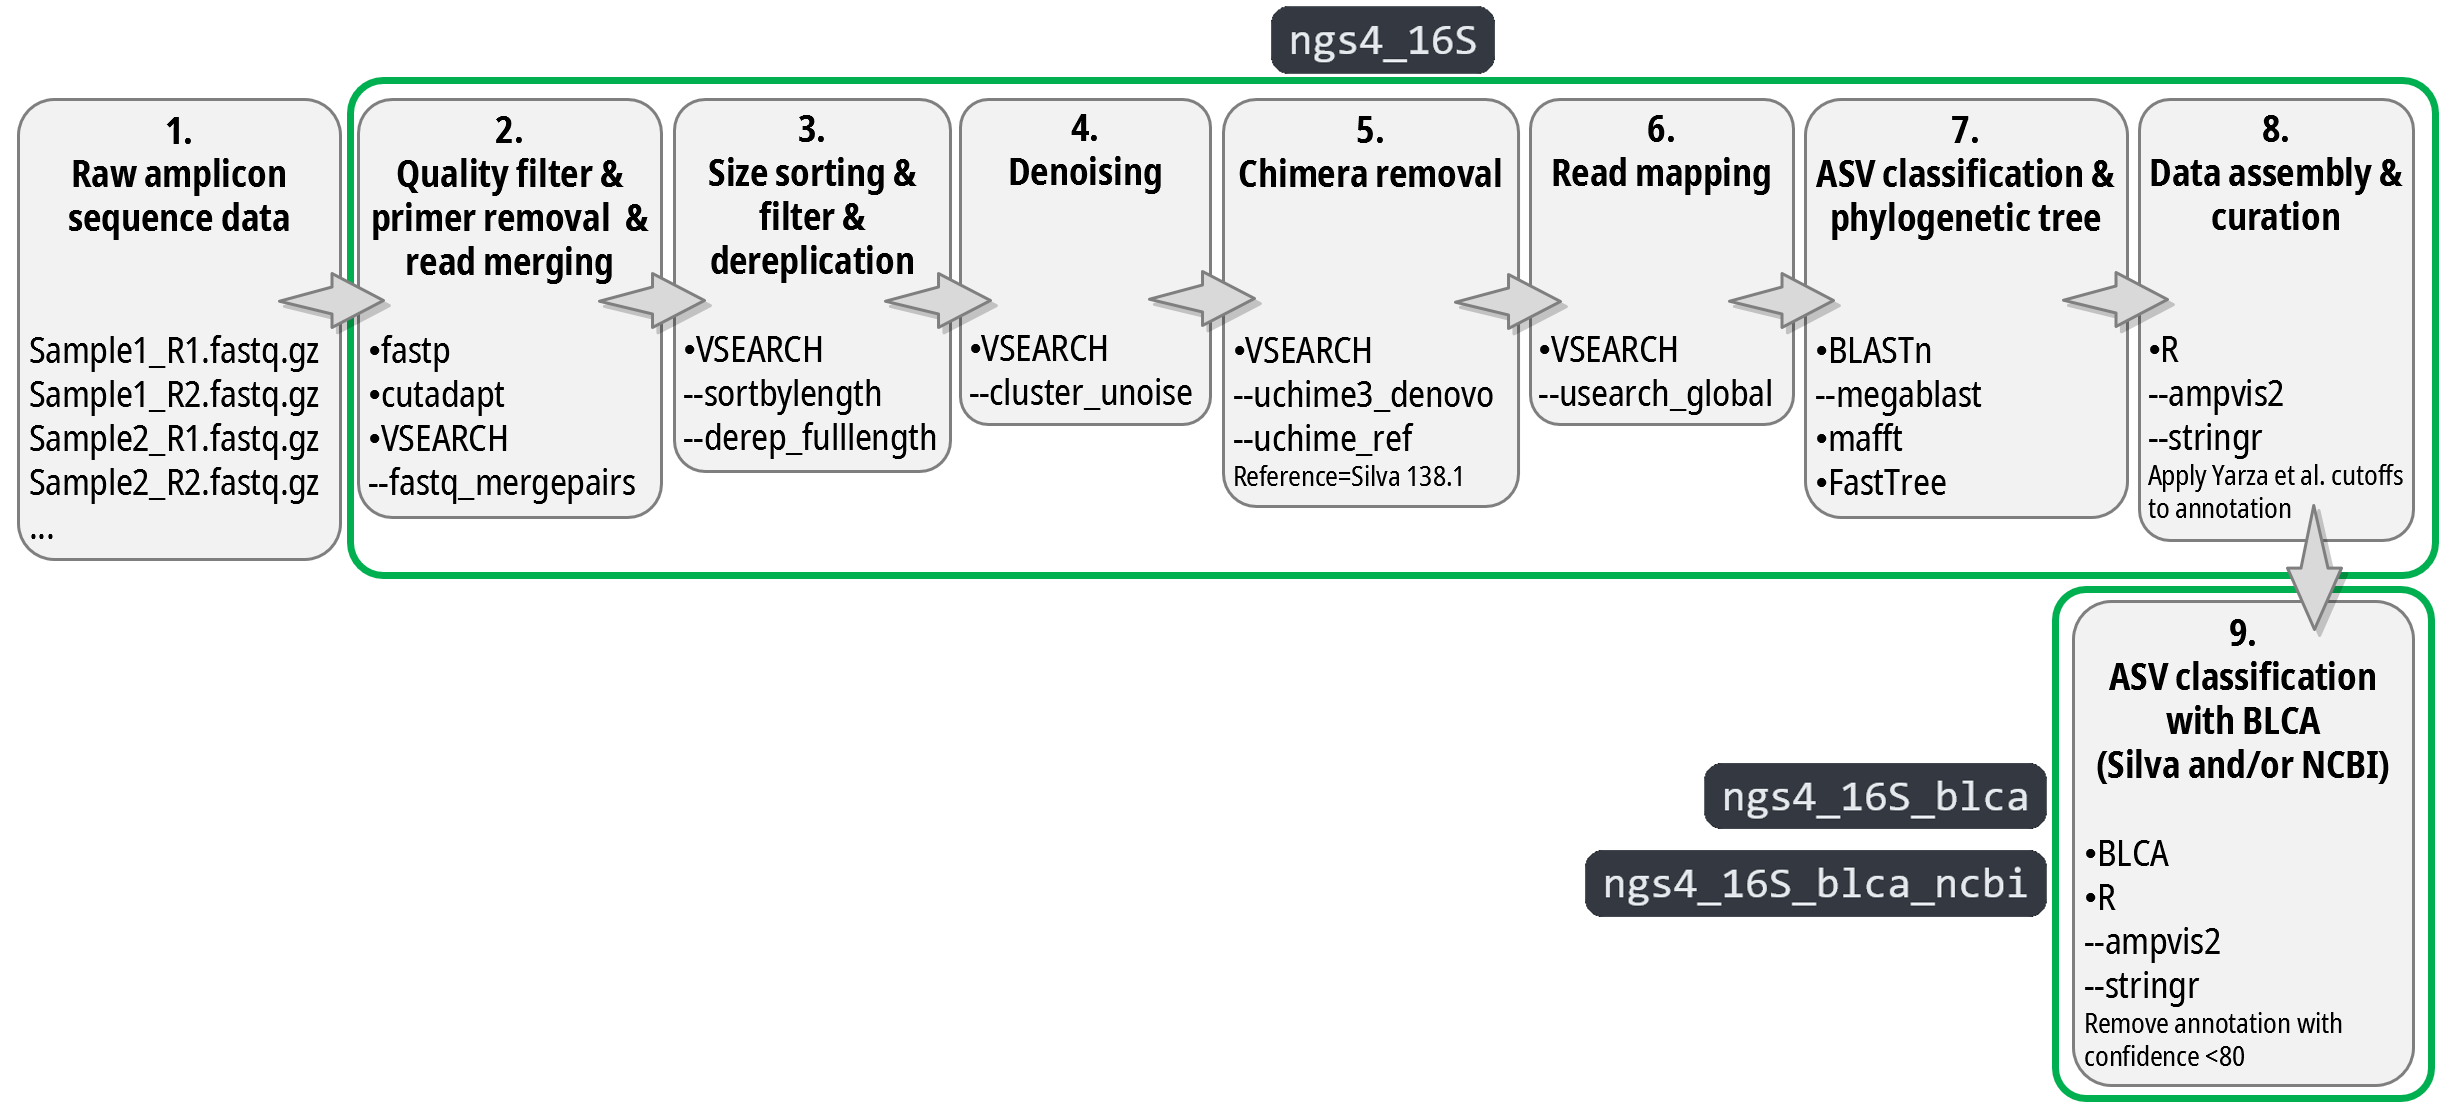 ngs4_16S
1.
Raw amplicon
sequence data
Sample1_R1.fastq.gz
Sample1_R2.fastq.gz
Sample2_R1.fastq.gz
Sample2_R2.fastq.gz
...
2.
Quality filter &
primer removal &
read merging
•fastp
•cutadapt
•VSEARCH
--fastq_mergepairs
3.
Size sorting &
filter &
dereplication
•VSEARCH
--sortbylength
--derep_fulllength
4.
Denoising
•VSEARCH
--cluster_unoise
5.
Chimera removal
•VSEARCH
--uchime3_denovo
--uchime_ref
Reference=Silva 138.1
6.
Read mapping
•VSEARCH
--usearch_global
7.
ASV classification &
phylogenetic tree
•BLASTn
--megablast
•mafft
•FastTree
8.
Data assembly &
curation
•R
--ampvis2
--stringr
Apply Yarza et al. cutoffs
to annotation
9.
ASV classification
with BLCA
(Silva and/or NCBI)
•BLCA
•R
--ampvis2
--stringr
Remove annotation with
confidence <80
ngs4_16S_blca
ngs4_16S_blca_ncbi